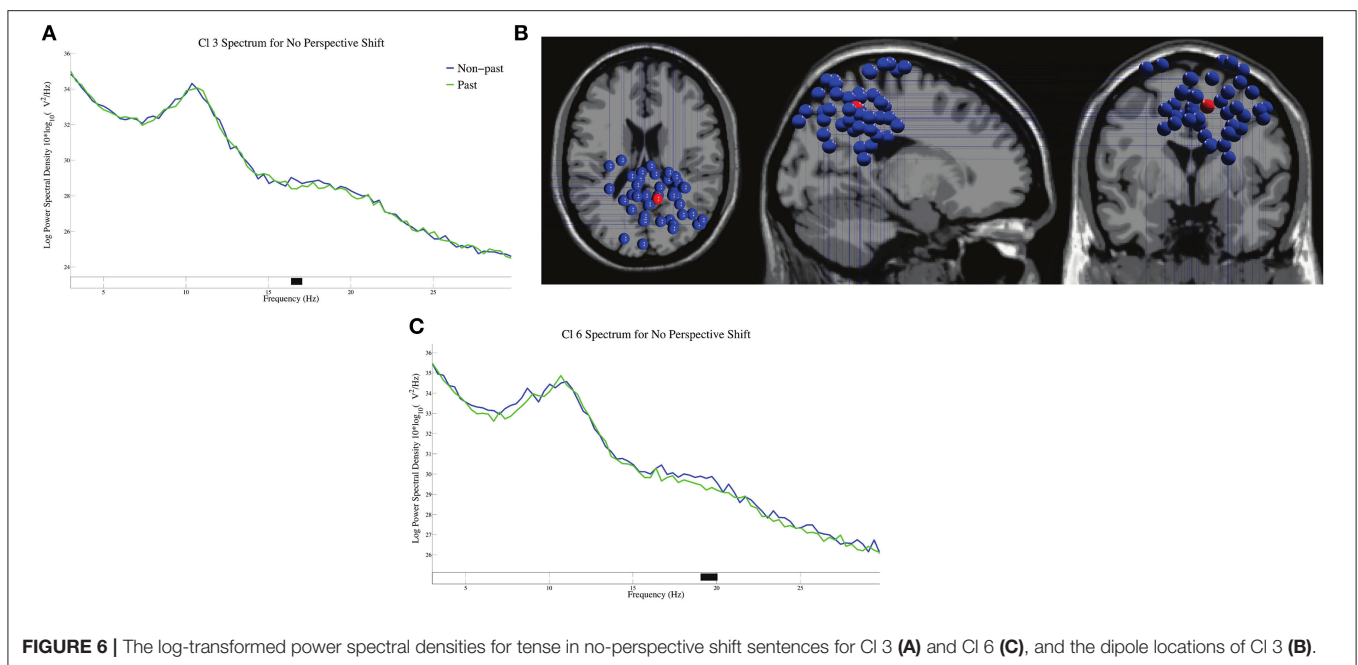 A
Cl 3 Spectrum for No Perspective Shift
Non-past
Past
Log Power Spectral Density 10*log10( V2/Hz)
36
34
32
30
28
26
24
5
10
15
20
25
Frequency (Hz)
B
C
Cl 6 Spectrum for No Perspective Shift
Log Power Spectral Density 10*log10( V2/Hz)
36
35
34
33
32
31
30
29
28
27
26
5
10
15
20
25
Frequency (Hz)
FIGURE 6 | The log-transformed power spectral densities for tense in no-perspective shift sentences for Cl 3 (A) and Cl 6 (C), and the dipole locations of Cl 3 (B).